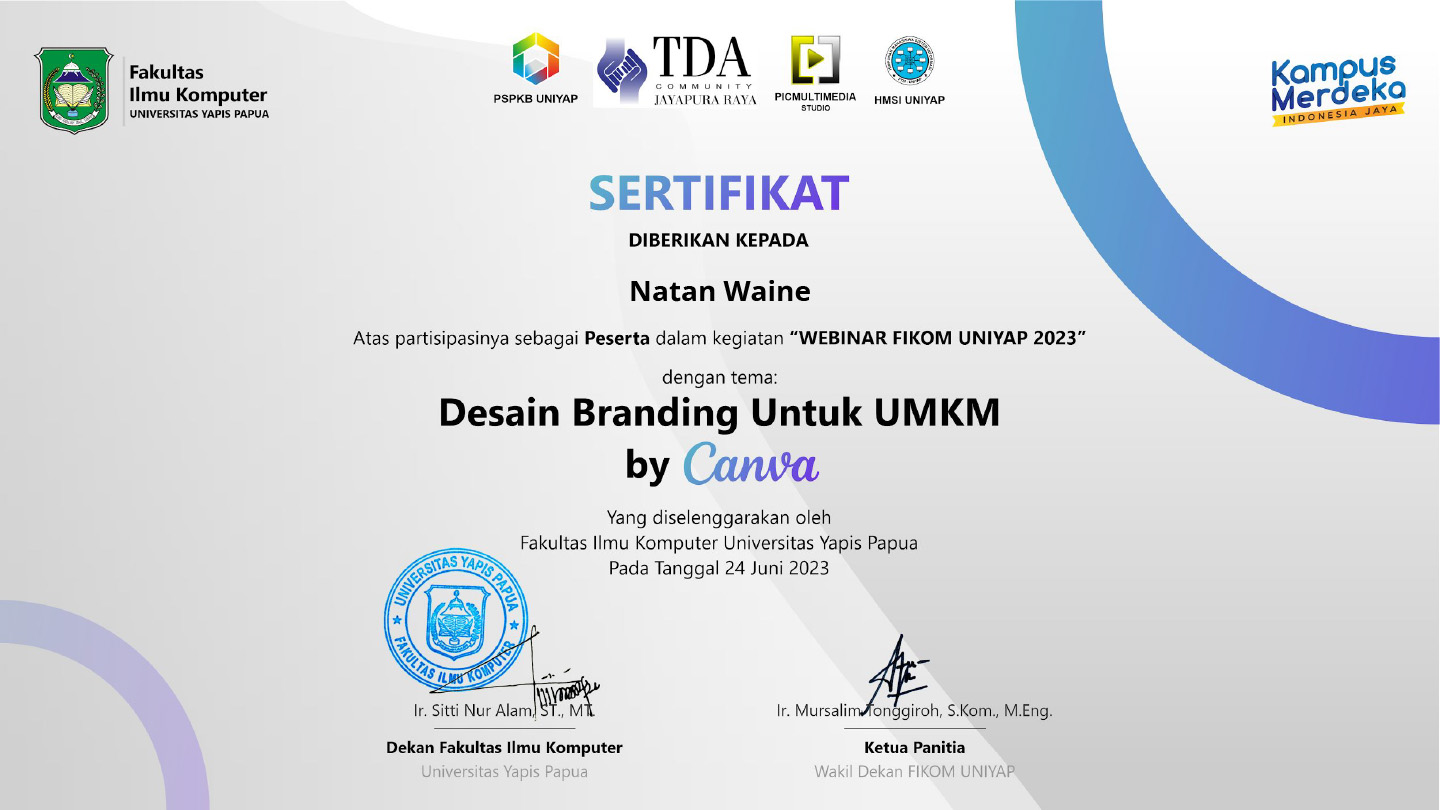 Fakultas
Ilmu Komputer
UNIVERSITAS YAPIS PAPUA
PSPKB UNIYAP
TDA
COMMUNITY
JAYAPURA RAYA
PICMULTIMEDIA
STUDIO
HMSI UNIYAP
Kampus
Merdeka
INDONESIA JAYA
SERTIFIKAT
DIBERIKAN KEPADA
Natan Waine
Atas partisipasinya sebagai Peserta dalam kegiatan “WEBINAR FIKOM UNIYAP 2023”
dengan tema:
Desain Branding Untuk UMKM
by Canva
Yang diselenggarakan oleh
Fakultas Ilmu Komputer Universitas Yapis Papua
Pada Tanggal 24 Juni 2023
UNIVERSITAS YAPIS PAPUA
FAKULTAS ILMU KOMPUTER
Ir. Sitti Nur Alam, ST., MT.
Dekan Fakultas Ilmu Komputer
Universitas Yapis Papua
Ir. Mursalim Tonggiroh, S.Kom., M.Eng.
Ketua Panitia
Wakil Dekan FIKOM UNIYAP